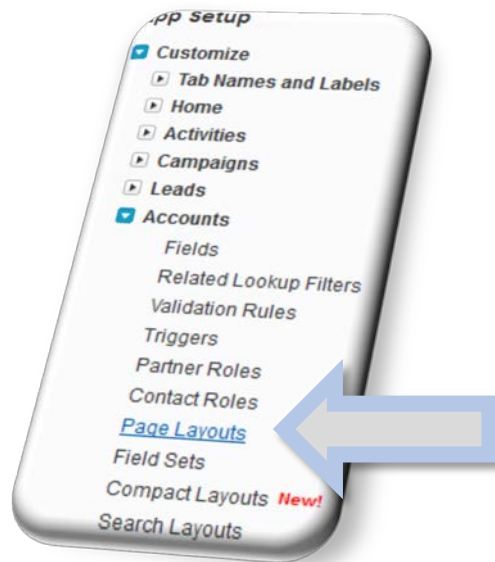 App Setup
Customize
Tab Names and Labels
Home
Activities
Campaigns
Leads
Accounts
Fields
Related Lookup Filters
Validation Rules
Triggers
Partner Roles
Contact Roles
Page Layouts
Field Sets
Compact Layouts New!
Search Layouts